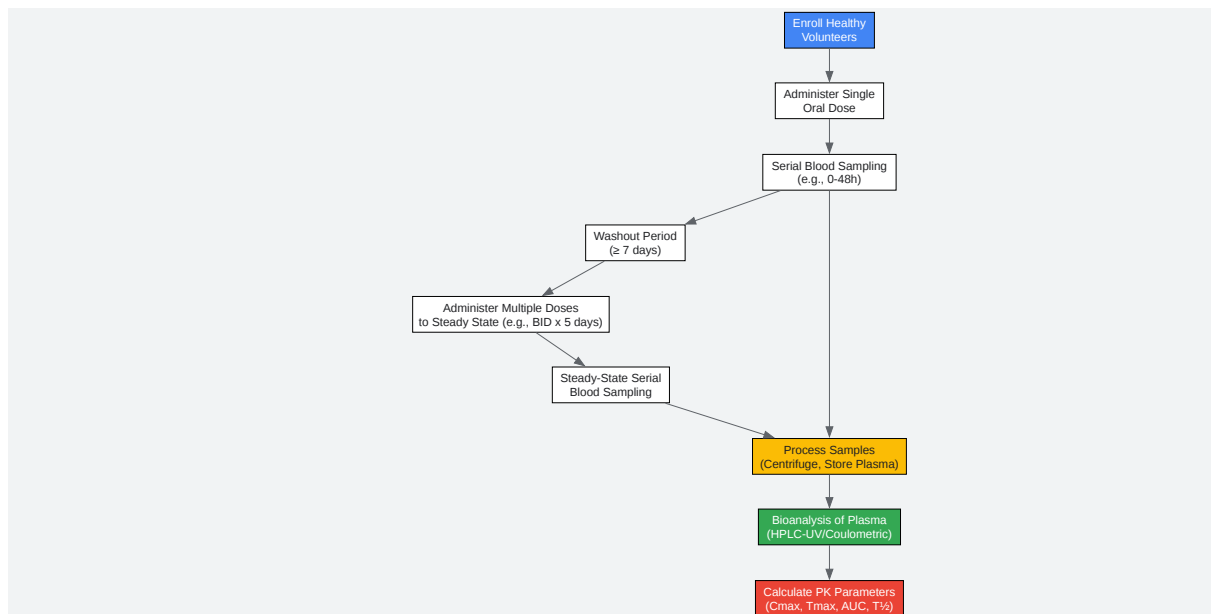 Enroll Healthy
Volunteers
Administer Single
Oral Dose
Serial Blood Sampling
(e.g., 0-48h)
Washout Period
(≥ 7 days)
Administer Multiple Doses
to Steady State (e.g., BID x 5 days)
Steady-State Serial
Blood Sampling
Process Samples
(Centrifuge, Store Plasma)
Bioanalysis of Plasma
(HPLC-UV/Coulometric)
Calculate PK Parameters
(Cmax, Tmax, AUC, T½)